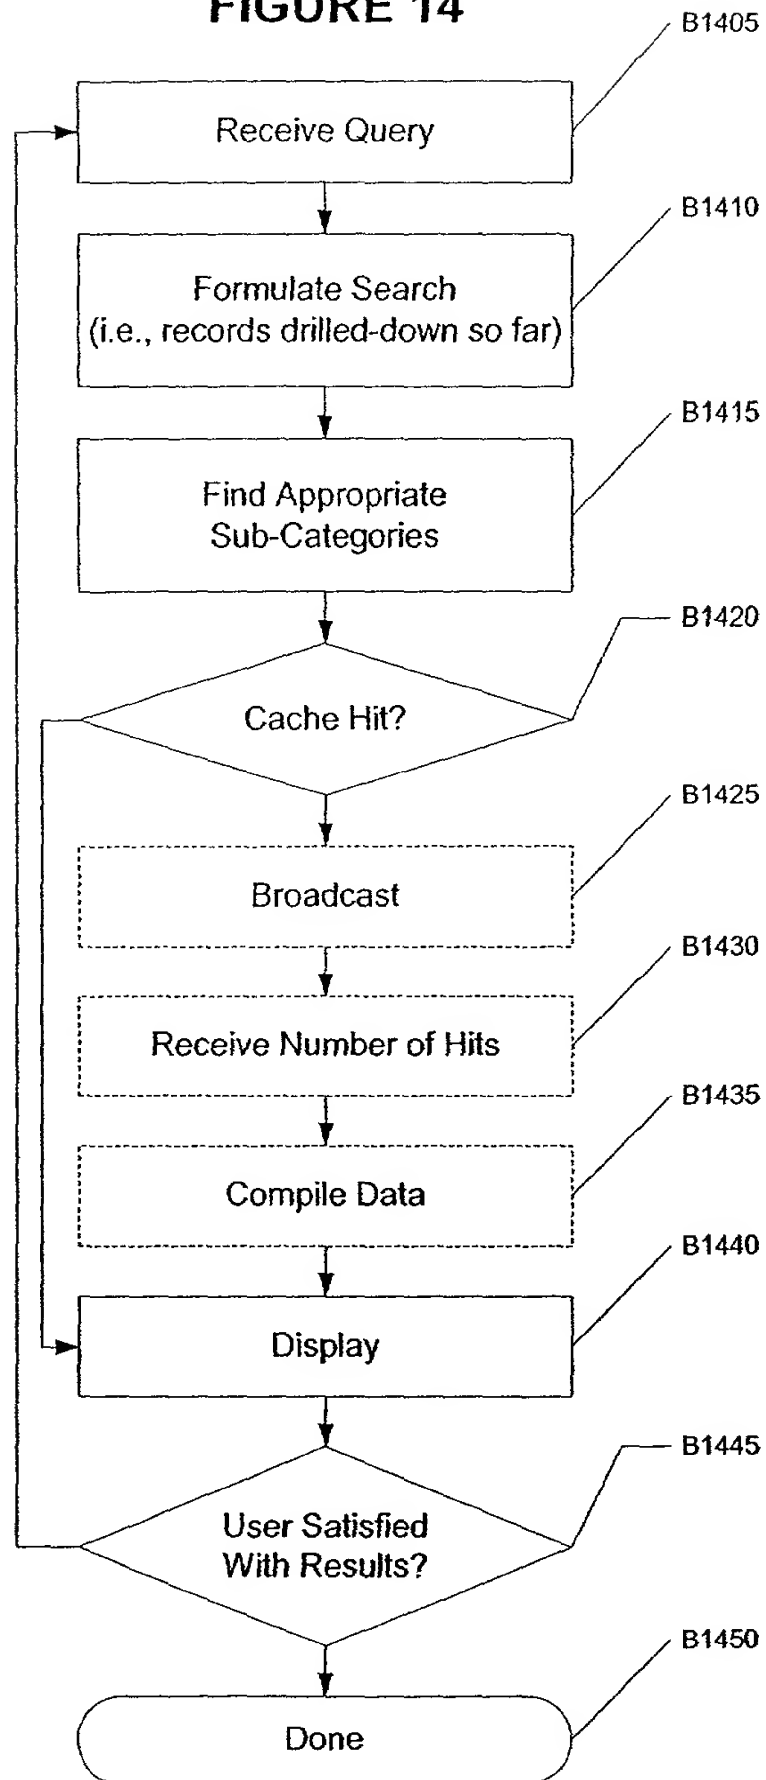 FIGURE 14
B1405
Receive Query
B1410
Formulate Search
(i.e., records drilled-down so far)
B1415
Find Appropriate
Sub-Categories
B1420
Cache Hit?
B1425
Broadcast
B1430
Receive Number of Hits
B1435
Compile Data
B1440
Display
B1445
User Satisfied
With Results?
B1450
Done